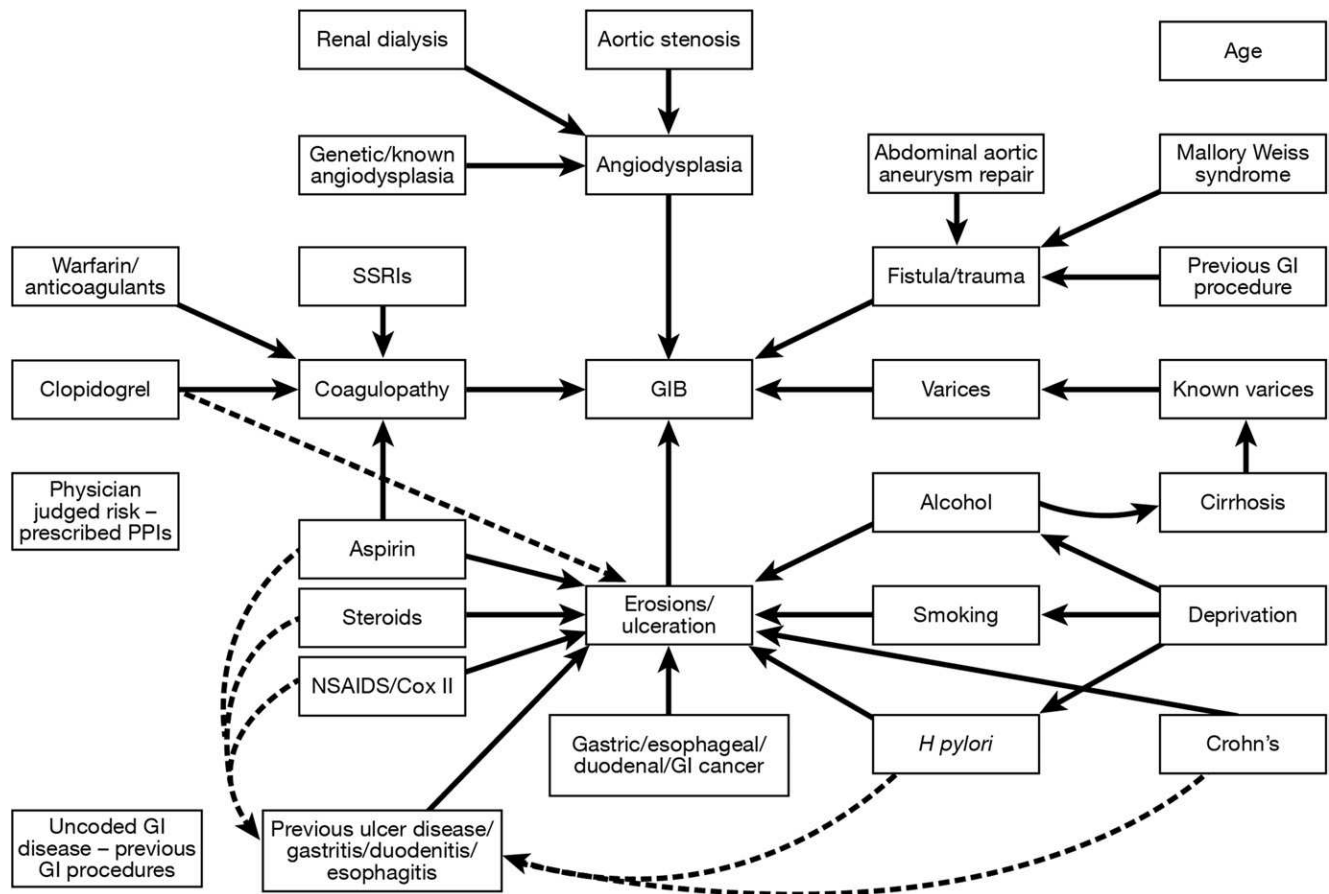 Renal dialysis
Aortic stenosis
Age
Genetic/known
angiodysplasia
Angiodysplasia
Abdominal aortic
aneurysm repair
Mallory Weiss
syndrome
Warfarin/
anticoagulants
SSRIs
Fistula/trauma
Previous GI
procedure
Clopidogrel
Coagulopathy
GIB
Varices
Known varices
Physician
judged risk –
prescribed PPIs
Alcohol
Cirrhosis
Aspirin
Steroids
Erosions/
ulceration
Smoking
Deprivation
NSAIDS/Cox II
Gastric/esophageal/
duodenal/GI cancer
H pylori
Crohn's
Uncoded GI
disease – previous
GI procedures
Previous ulcer disease/
gastritis/duodenitis/
esophagitis